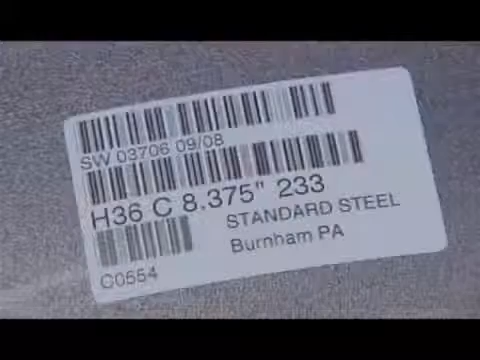 SW 03706 09/08
H36 C 8.375" 233
STANDARD STEEL
Burnham PA
C0554